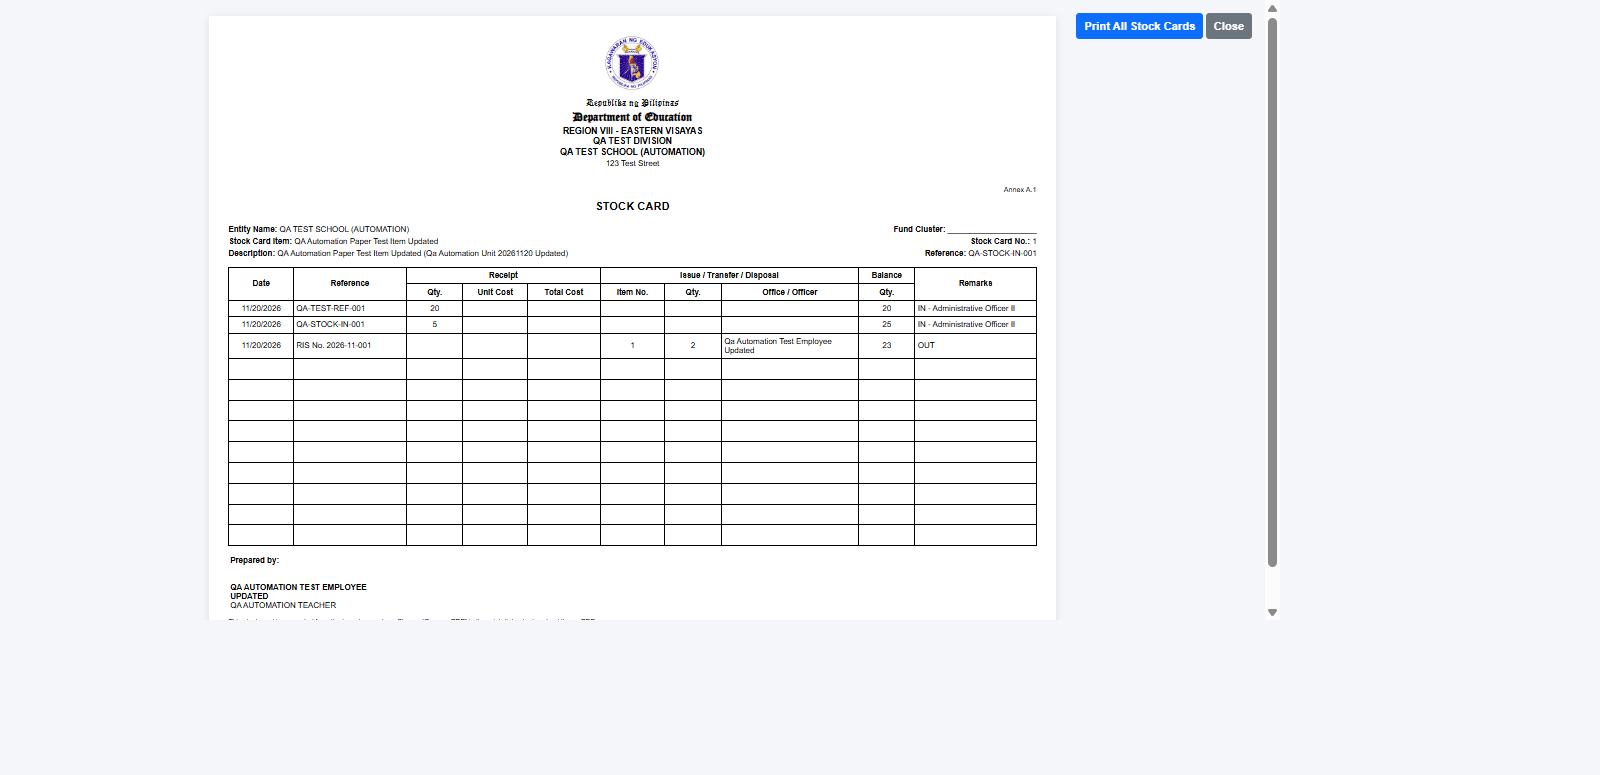 Print All Stock Cards Close
KAGAWARAN NG EDUKASYON
REPUBLIKA NG PILIPINAS
Republika ng Pilipinas
Department of Education
REGION VIII - EASTERN VISAYAS
QA TEST DIVISION
QA TEST SCHOOL (AUTOMATION)
123 Test Street
Annex A.1
STOCK CARD
Entity Name: QA TEST SCHOOL (AUTOMATION) Fund Cluster: ____________________
Stock Card Item: QA Automation Paper Test Item Updated Stock Card No.: 1
Description: QA Automation Paper Test Item Updated (Qa Automation Unit 20261120 Updated) Reference: QA-STOCK-IN-001
Date Reference Receipt Issue / Transfer / Disposal Balance Remarks
Qty. Unit Cost Total Cost Item No. Qty. Office / Officer Qty.
11/20/2026 QA-TEST-REF-001 20 20 IN - Administrative Officer II
11/20/2026 QA-STOCK-IN-001 5 25 IN - Administrative Officer II
11/20/2026 RIS No. 2026-11-001 1 2 Qa Automation Test Employee Updated 23 OUT
Prepared by:
QA AUTOMATION TEST EMPLOYEE
UPDATED
QA AUTOMATION TEACHER